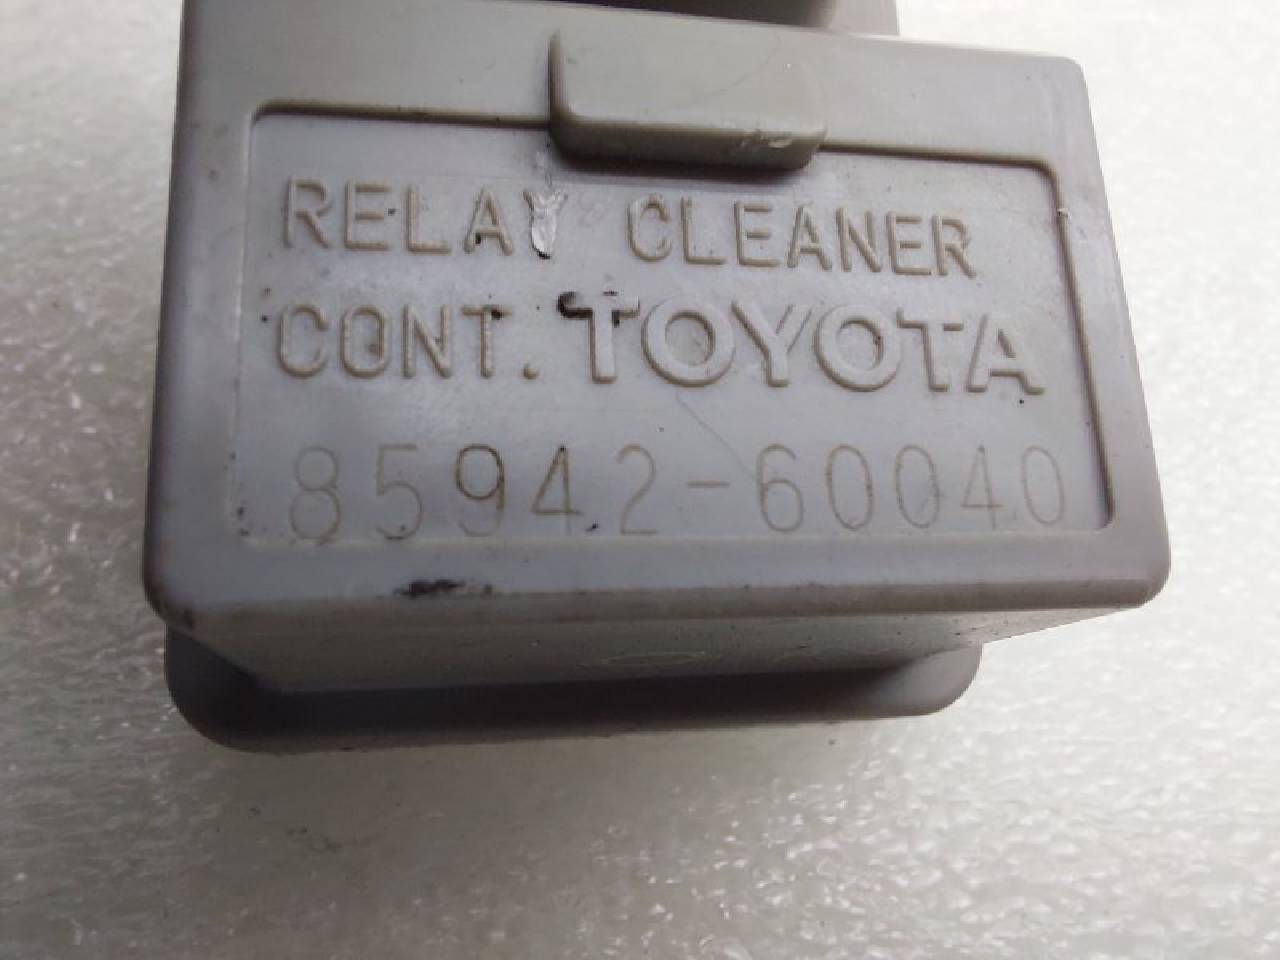 RELAY CLEANER
CONT. TOYOTA
85942-60040